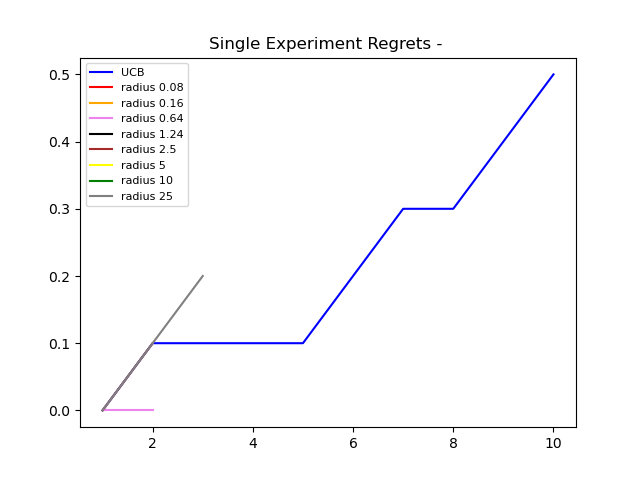 Single Experiment Regrets -
UCB
radius 0.08
radius 0.16
radius 0.64
radius 1.24
radius 2.5
radius 5
radius 10
radius 25
0.5
0.4
0.3
0.2
0.1
0.0
2 4 6 8 10